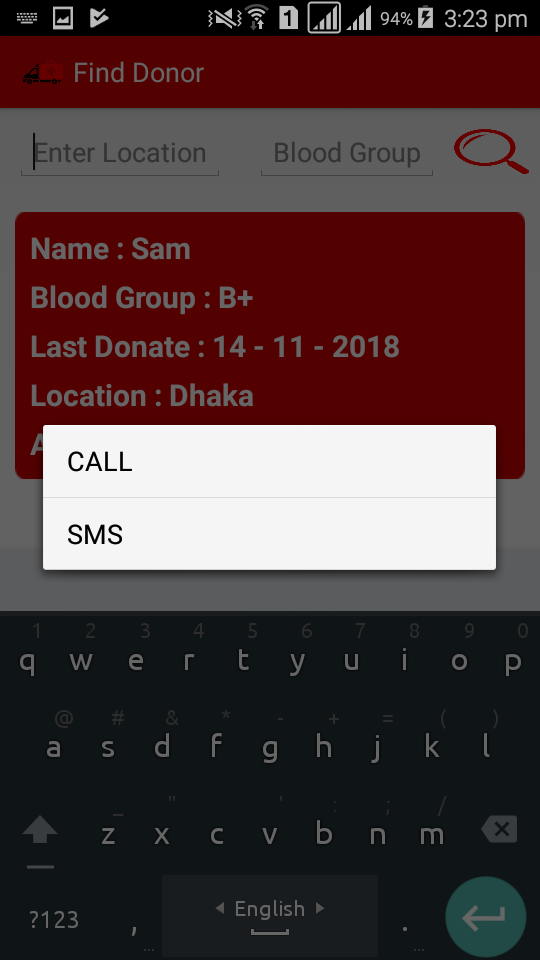 1 94% 3:23 pm
Find Donor
Enter Location Blood Group
Name : Sam
Blood Group : B+
Last Donate : 14 - 11 - 2018
Location : Dhaka
CALL
SMS
1 2 3 4 5 6 7 8 9 0
q w e r t y u i o p
@ # & * - + = ( )
a s d f g h j k l
_ " ' : ; /
z x c v b n m
?123 , English .
... ...